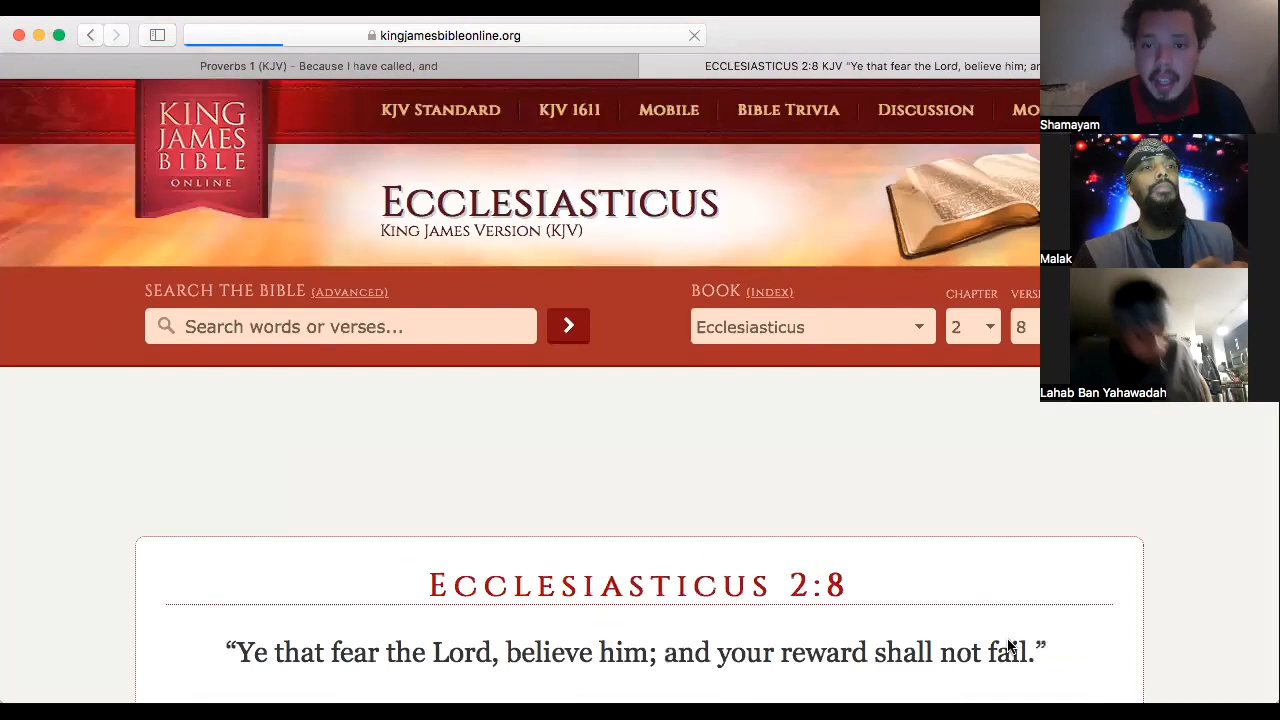 kingjamesbibleonline.org
Proverbs 1 (KJV) - Because I have called, and
ECCLESIASTICUS 2:8 KJV "Ye that fear the Lord, believe him;
KING
JAMES
BIBLE
ONLINE
KJV STANDARD
KJV 1611
MOBILE
BIBLE TRIVIA
DISCUSSION
ECCLESIASTICUS
KING JAMES VERSION (KJV)
SEARCH THE BIBLE (ADVANCED)
BOOK (INDEX)
CHAPTER
Search words or verses...
Ecclesiasticus
2
8
ECCLESIASTICUS 2:8
“Ye that fear the Lord, believe him; and your reward shall not fail.”
Shamayam
Malak
Lahab Ban Yahawadah